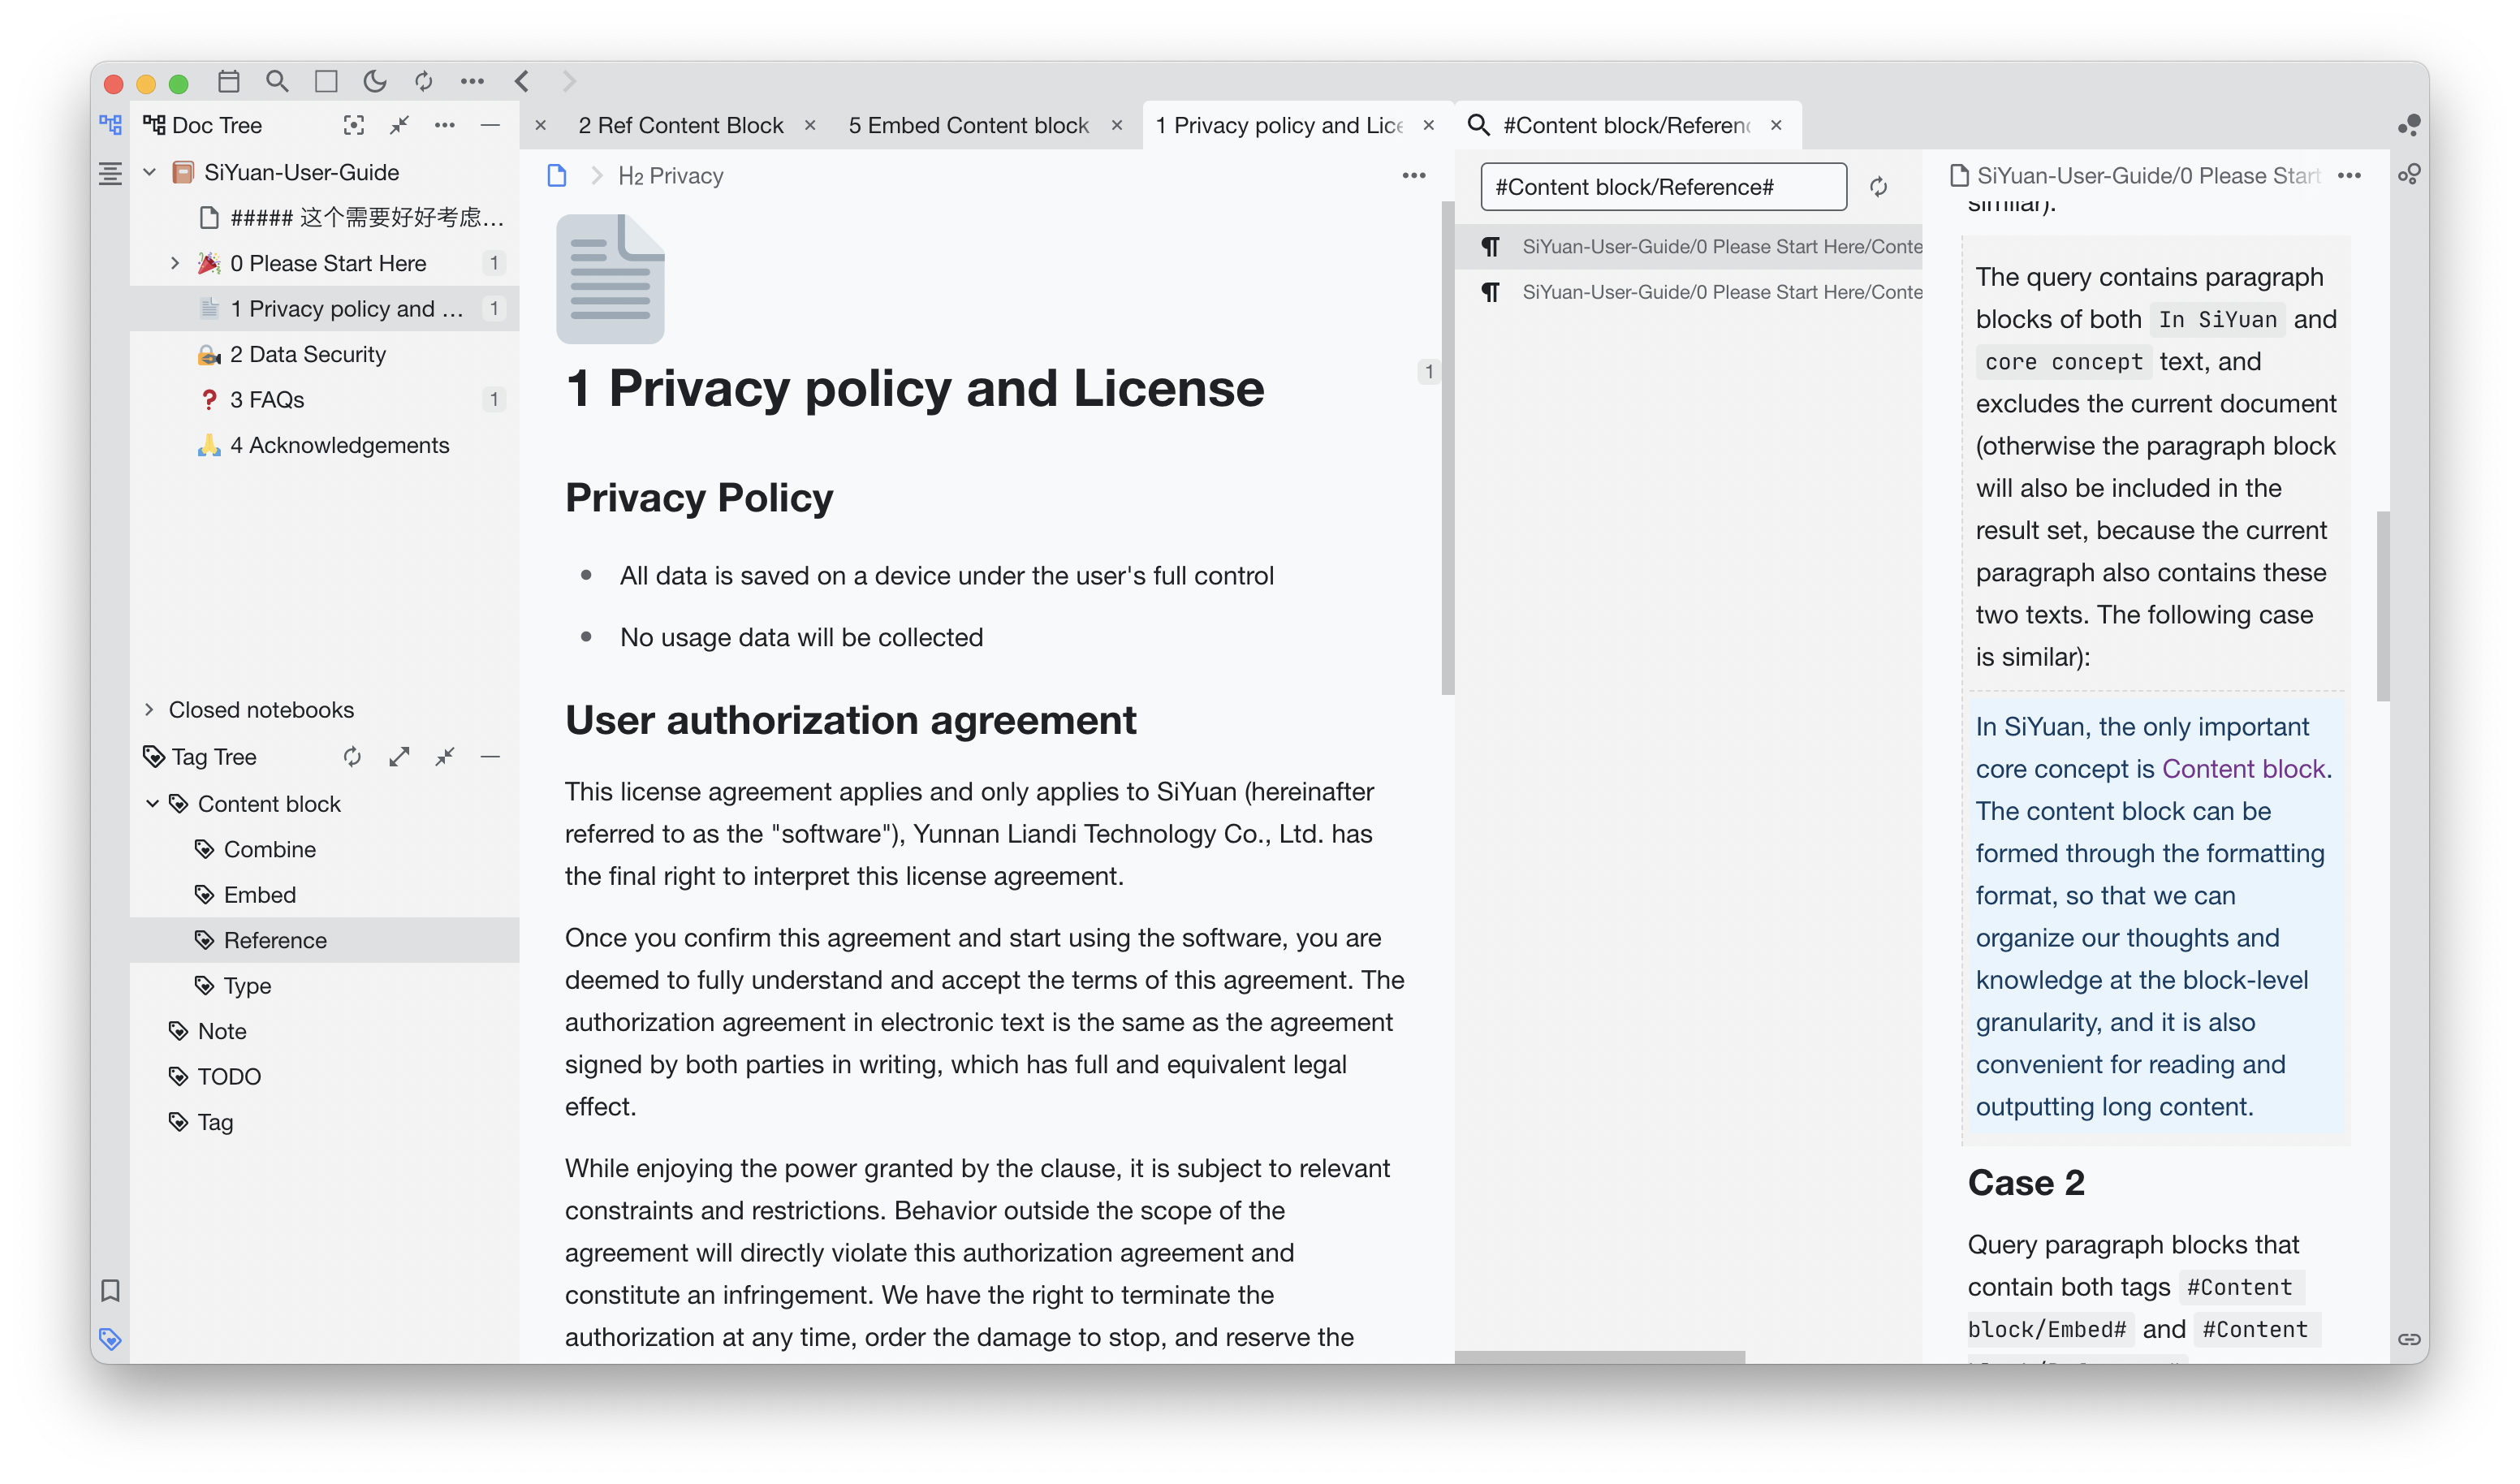 Doc Tree
SiYuan-User-Guide
##### 这个需要好好考虑...
0 Please Start Here 1
1 Privacy policy and ... 1
2 Data Security
3 FAQs 1
4 Acknowledgements
Closed notebooks
Tag Tree
Content block
Combine
Embed
Reference
Type
Note
TODO
Tag
2 Ref Content Block
5 Embed Content block
1 Privacy policy and Lice
H2 Privacy
1 Privacy policy and License
1
Privacy Policy
• All data is saved on a device under the user's full control
• No usage data will be collected
User authorization agreement
This license agreement applies and only applies to SiYuan (hereinafter
referred to as the "software"), Yunnan Liandi Technology Co., Ltd. has
the final right to interpret this license agreement.
Once you confirm this agreement and start using the software, you are
deemed to fully understand and accept the terms of this agreement. The
authorization agreement in electronic text is the same as the agreement
signed by both parties in writing, which has full and equivalent legal
effect.
While enjoying the power granted by the clause, it is subject to relevant
constraints and restrictions. Behavior outside the scope of the
agreement will directly violate this authorization agreement and
constitute an infringement. We have the right to terminate the
authorization at any time, order the damage to stop, and reserve the
#Content block/Referen
#Content block/Reference#
SiYuan-User-Guide/0 Please Start Here/Conte
SiYuan-User-Guide/0 Please Start Here/Conte
SiYuan-User-Guide/0 Please Start
similar).
The query contains paragraph
blocks of both In SiYuan and
core concept text, and
excludes the current document
(otherwise the paragraph block
will also be included in the
result set, because the current
paragraph also contains these
two texts. The following case
is similar):
In SiYuan, the only important
core concept is Content block.
The content block can be
formed through the formatting
format, so that we can
organize our thoughts and
knowledge at the block-level
granularity, and it is also
convenient for reading and
outputting long content.
Case 2
Query paragraph blocks that
contain both tags #Content
block/Embed# and #Content